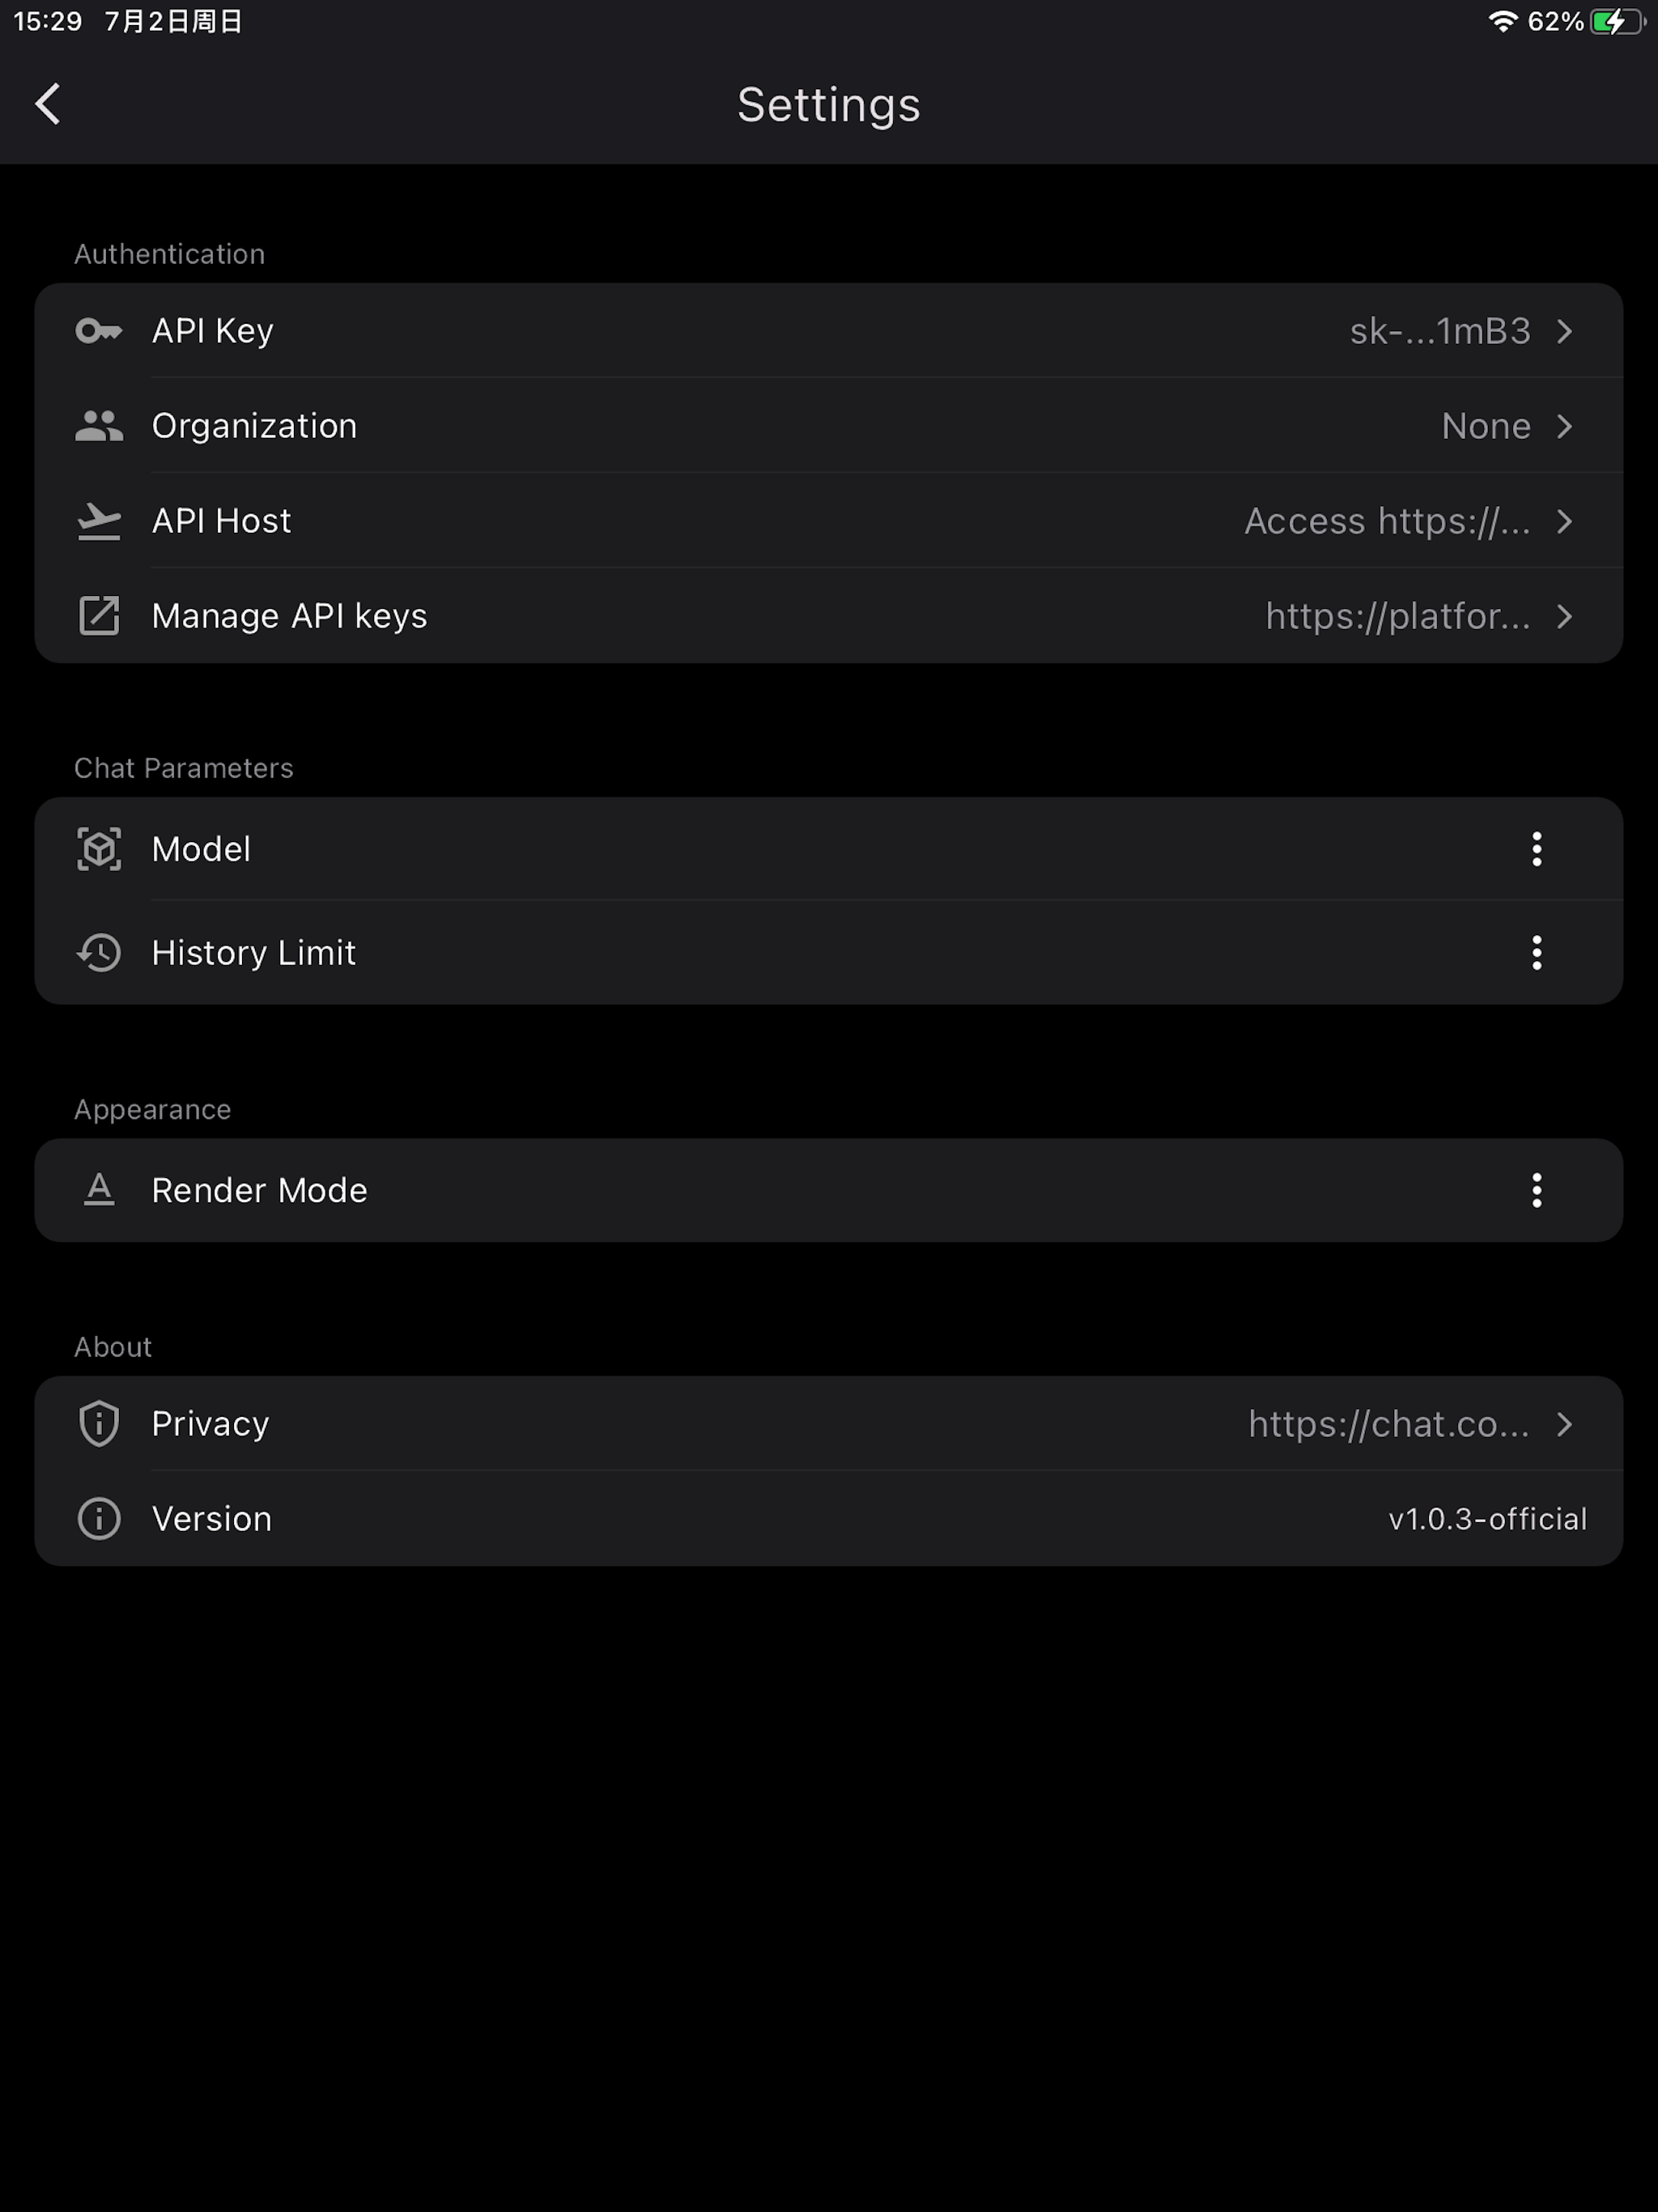 15:29 7月2日周日 62%
Settings
Authentication
API Key sk-...1mB3
Organization None
API Host Access https://...
Manage API keys https://platfor...
Chat Parameters
Model
History Limit
Appearance
A Render Mode
About
Privacy https://chat.co...
Version v1.0.3-official